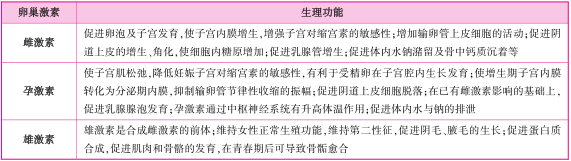 卵巢激素 生理功能
雌激素
促进卵泡及子宫发育,使子宫内膜增生,增强子宫对缩宫素的敏感性;增加输卵管上皮细胞的活动;促进阴
道上皮的增生、角化,使细胞内糖原增加;促进乳腺管增生;促进体内水钠潴留及骨中钙质沉着等
孕激素
使子宫肌松弛,降低妊娠子宫对缩宫素的敏感性,有利于受精卵在子宫腔内生长发育;使增生期子宫内膜
转化为分泌期内膜,抑制输卵管节律性收缩的振幅;促进阴道上皮细胞脱落;在已有雌激素影响的基础上,
促进乳腺腺泡发育;孕激素通过中枢神经系统有升高体温作用;促进体内水与钠的排泄
雄激素
雄激素是合成雌激素的前体;维持女性正常生殖功能,维持第二性征,促进阴毛、腋毛的生长;促进蛋白质
合成,促进肌肉和骨骼的发育,在青春期后可导致骨骺愈合